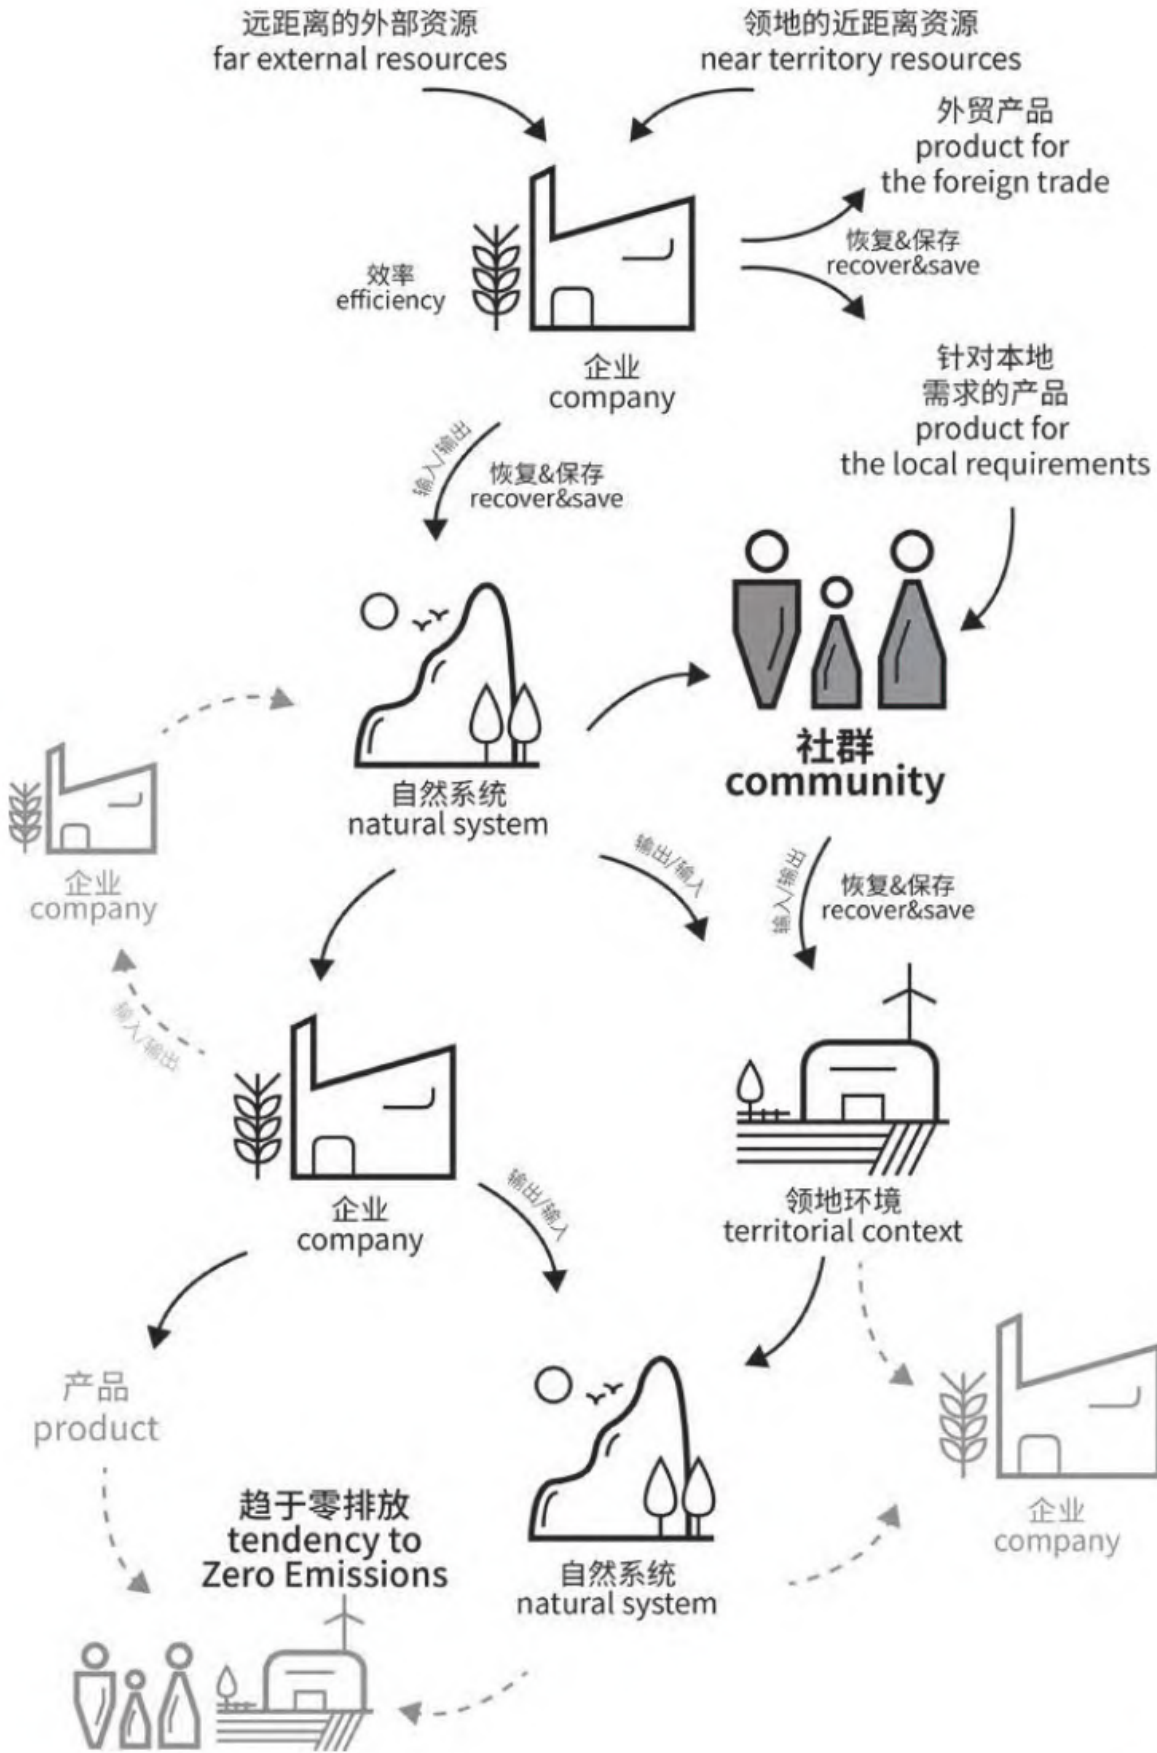 远距离的外部资源
far external resources
领地的近距离资源
near territory resources
外贸产品
product for
the foreign trade
恢复&保存
recover&save
效率
efficiency
企业
company
针对本地
需求的产品
product for
the local requirements
输入/输出
恢复&保存
recover&save
社群
community
自然系统
natural system
企业
company
输出/输入
输入/输出
恢复&保存
recover&save
输入/输出
企业
company
输出/输入
领地环境
territorial context
产品
product
趋于零排放
tendency to
Zero Emissions
自然系统
natural system
企业
company